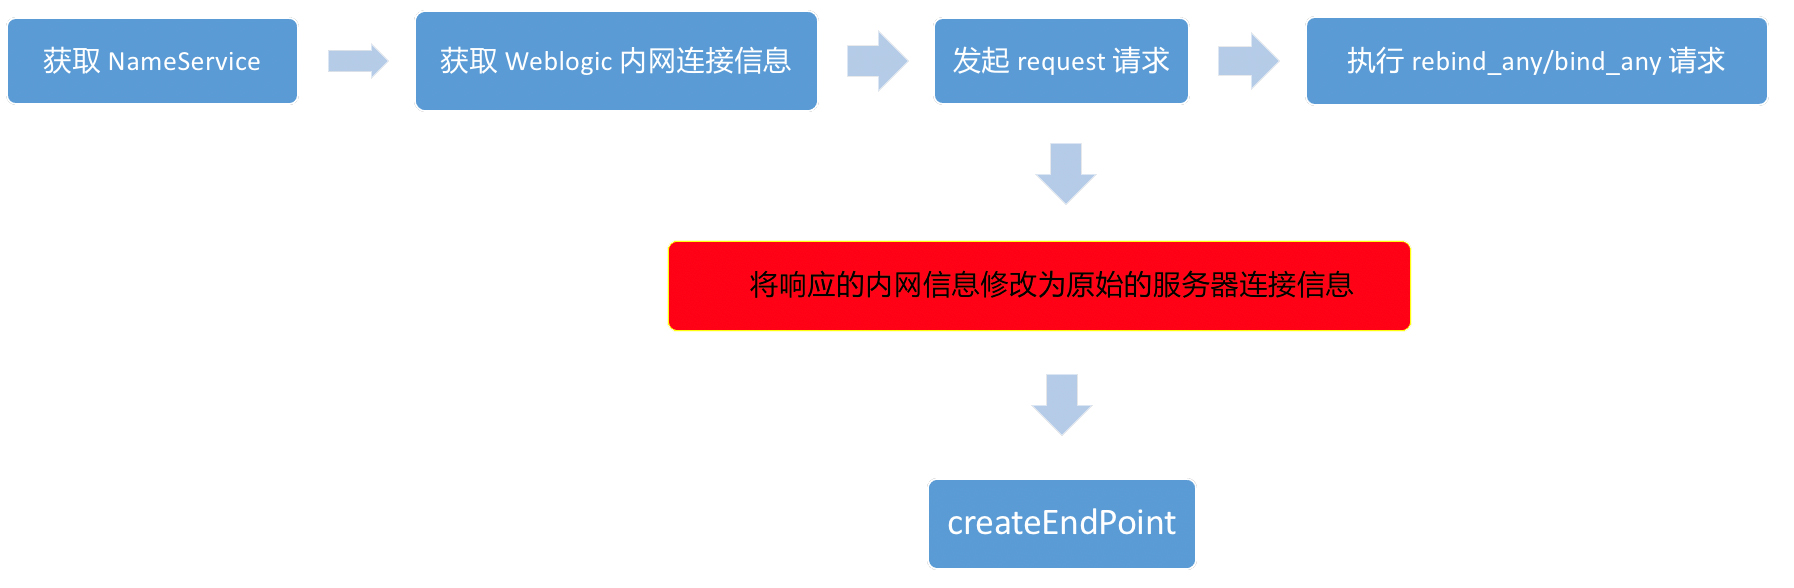 获取 NameService
获取 Weblogic 内网连接信息
发起 request 请求
执行 rebind_any/bind_any 请求
将响应的内网信息修改为原始的服务器连接信息
createEndPoint